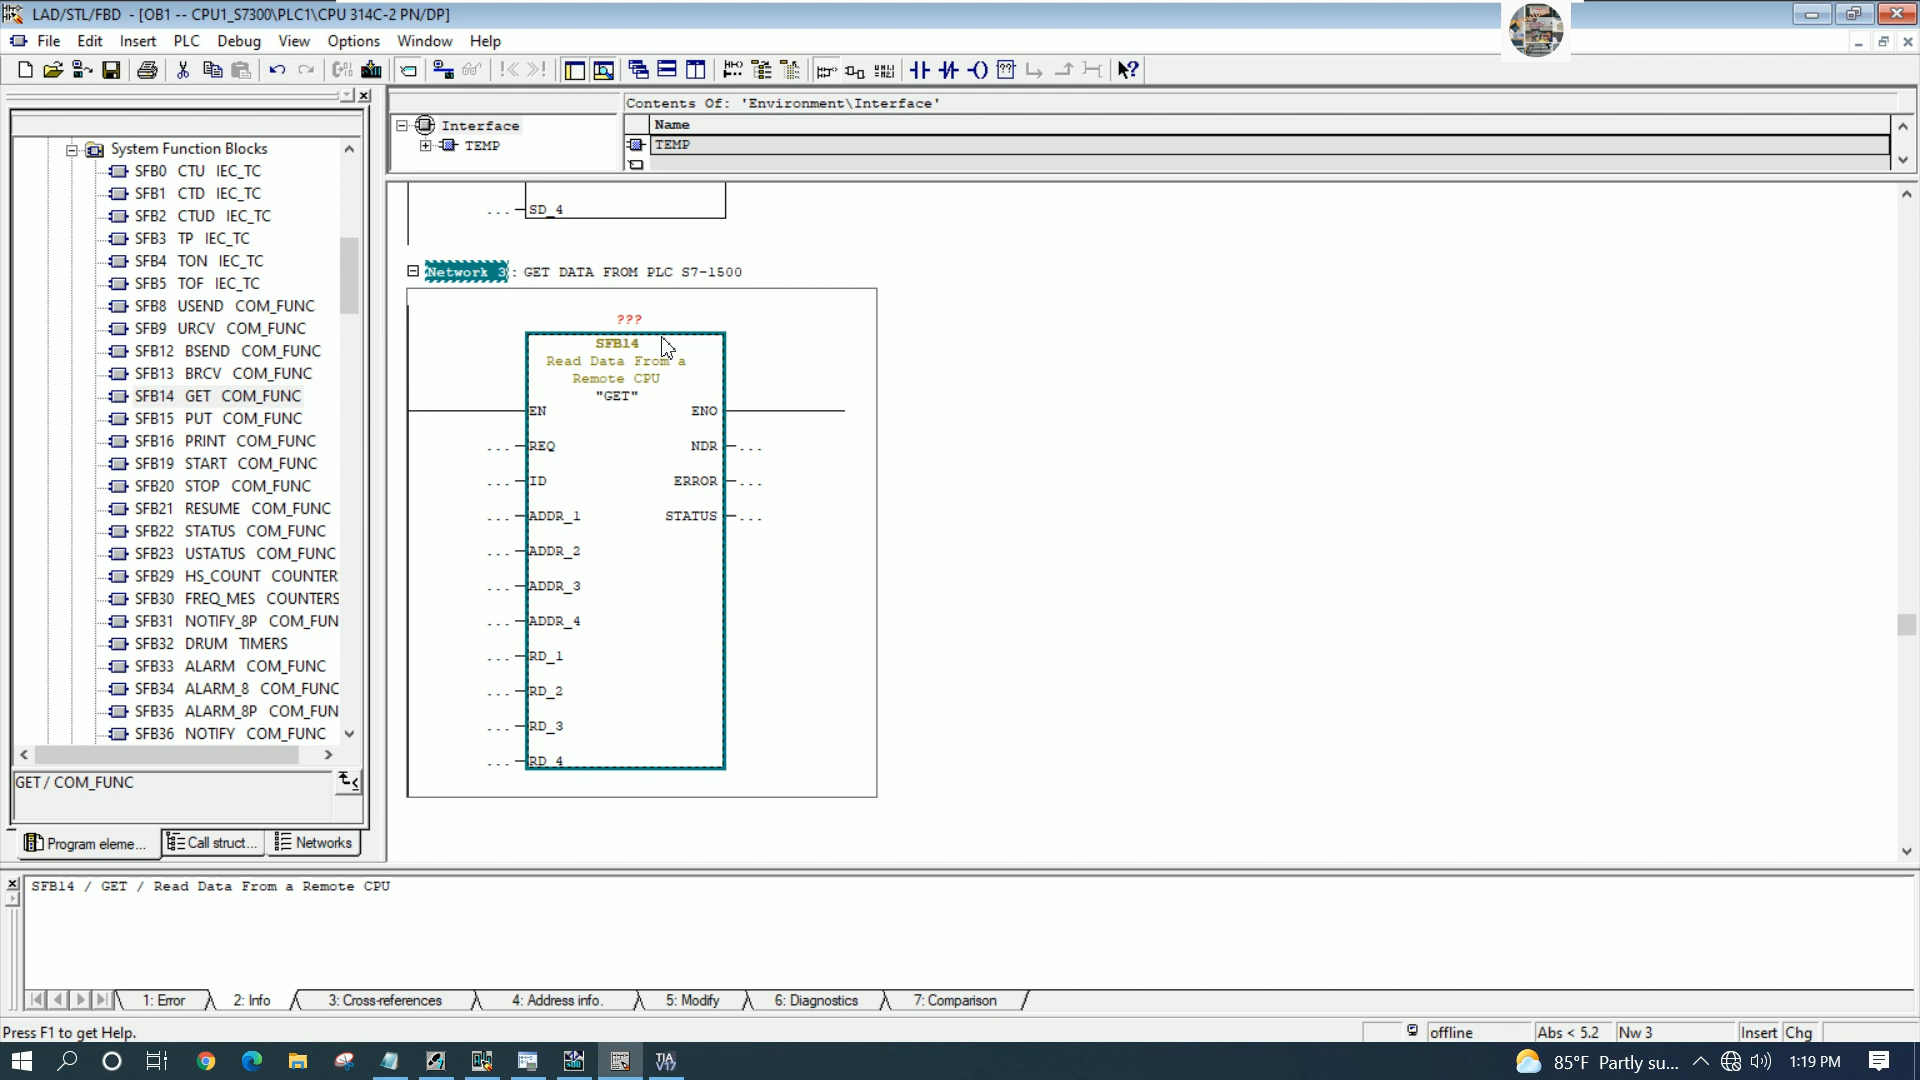 LAD/STL/FBD - [OB1 -- CPU1_S7300\PLC1\CPU 314C-2 PN/DP]
File Edit Insert PLC Debug View Options Window Help
Contents Of: 'Environment\Interface'
Interface
TEMP
Name
TEMP
System Function Blocks
SFB0 CTU IEC_TC
SFB1 CTD IEC_TC
SFB2 CTUD IEC_TC
SFB3 TP IEC_TC
SFB4 TON IEC_TC
SFB5 TOF IEC_TC
SFB8 USEND COM_FUNC
SFB9 URCV COM_FUNC
SFB12 BSEND COM_FUNC
SFB13 BRCV COM_FUNC
SFB14 GET COM_FUNC
SFB15 PUT COM_FUNC
SFB16 PRINT COM_FUNC
SFB19 START COM_FUNC
SFB20 STOP COM_FUNC
SFB21 RESUME COM_FUNC
SFB22 STATUS COM_FUNC
SFB23 USTATUS COM_FUNC
SFB29 HS_COUNT COUNTER
SFB30 FREQ_MES COUNTERS
SFB31 NOTIFY_8P COM_FUN
SFB32 DRUM TIMERS
SFB33 ALARM COM_FUNC
SFB34 ALARM_8 COM_FUNC
SFB35 ALARM_8P COM_FUN
SFB36 NOTIFY COM_FUNC
GET / COM_FUNC
Program eleme... Call struct... Networks
... SD_4
Network 3 : GET DATA FROM PLC S7-1500
???
SFB14
Read Data From a
Remote CPU
"GET"
EN ENO
... REQ NDR ...
... ID ERROR ...
... ADDR_1 STATUS ...
... ADDR_2
... ADDR_3
... ADDR_4
... RD_1
... RD_2
... RD_3
... RD_4
SFB14 / GET / Read Data From a Remote CPU
1: Error 2: Info 3: Cross-references 4: Address info. 5: Modify 6: Diagnostics 7: Comparison
Press F1 to get Help. offline Abs < 5.2 Nw 3 Insert Chg
TIA V17 85°F Partly su... 1:19 PM